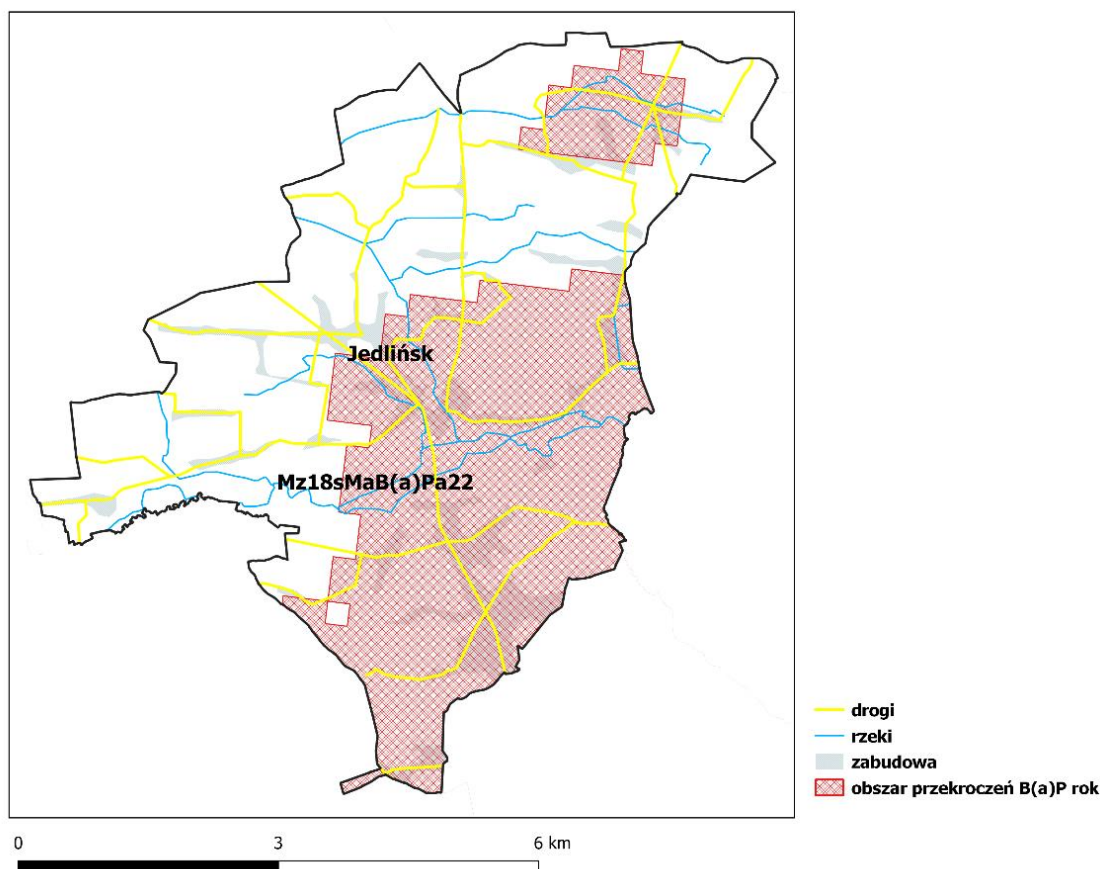 Jedlińsk
Mz18sMaB(a)Pa22
drogi
rzeki
zabudowa
obszar przekroczeń B(a)P rok
0 3 6 km